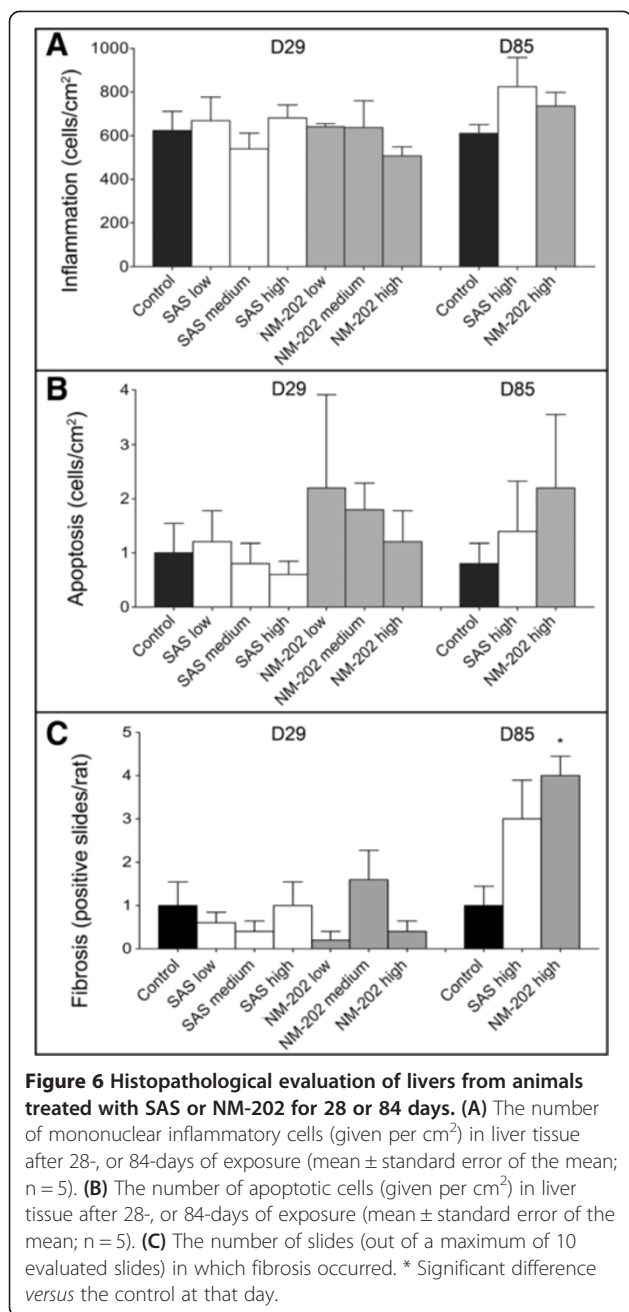 A
D29
D85
Inflammation (cells/cm²)
1000
800
600
400
200
0
Control
SAS low
SAS medium
SAS high
NM-202 low
NM-202 medium
NM-202 high
Control
SAS high
NM-202 high
B
D29
D85
Apoptosis (cells/cm²)
4
3
2
1
0
Control
SAS low
SAS medium
SAS high
NM-202 low
NM-202 medium
NM-202 high
Control
SAS high
NM-202 high
C
D29
D85
*
Fibrosis (positive slides/rat)
5
4
3
2
1
0
Control
SAS low
SAS medium
SAS high
NM-202 low
NM-202 medium
NM-202 high
Control
SAS high
NM-202 high
Figure 6 Histopathological evaluation of livers from animals
treated with SAS or NM-202 for 28 or 84 days. (A) The number
of mononuclear inflammatory cells (given per cm²) in liver tissue
after 28-, or 84-days of exposure (mean ± standard error of the mean;
n = 5). (B) The number of apoptotic cells (given per cm²) in liver
tissue after 28-, or 84-days of exposure (mean ± standard error of the
mean; n = 5). (C) The number of slides (out of a maximum of 10
evaluated slides) in which fibrosis occurred. * Significant difference
versus the control at that day.